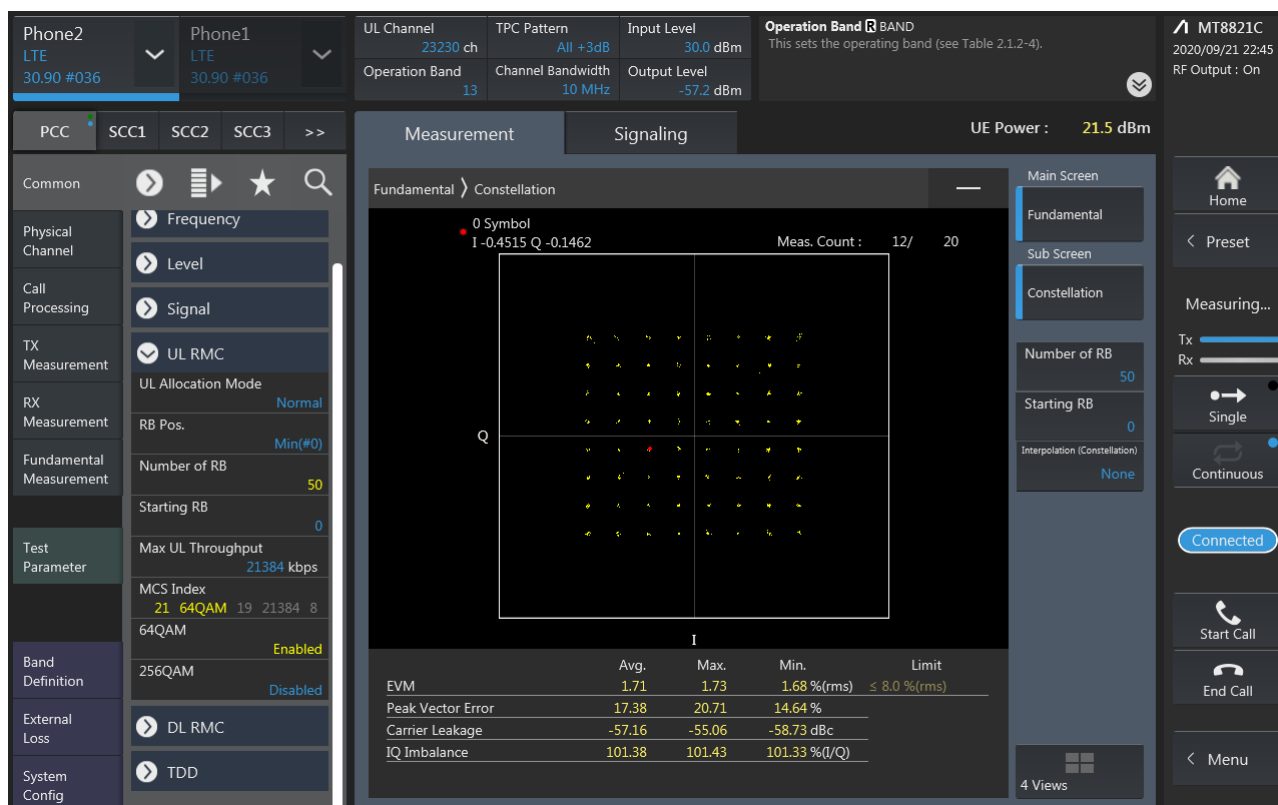 Phone2
LTE
30.90 #036
Phone1
LTE
30.90 #036
UL Channel
23230 ch
TPC Pattern
All +3dB
Input Level
30.0 dBm
Operation Band
13
Channel Bandwidth
10 MHz
Output Level
-57.2 dBm
Operation Band R BAND
This sets the operating band (see Table 2.1.2-4).
MT8821C
2020/09/21 22:45
RF Output : On
PCC SCC1 SCC2 SCC3 >>
Measurement
Signaling
UE Power : 21.5 dBm
Common
Physical
Channel
Call
Processing
TX
Measurement
RX
Measurement
Fundamental
Measurement
Test
Parameter
Band
Definition
External
Loss
System
Config
Frequency
Level
Signal
UL RMC
UL Allocation Mode
Normal
RB Pos.
Min(#0)
Number of RB
50
Starting RB
0
Max UL Throughput
21384 kbps
MCS Index
21 64QAM 19 21384 8
64QAM
Enabled
256QAM
Disabled
DL RMC
TDD
Fundamental 〉 Constellation
0 Symbol
I -0.4515 Q -0.1462
Meas. Count : 12/ 20
Q
I
Avg. Max. Min. Limit
EVM 1.71 1.73 1.68 %(rms) ≤ 8.0 %(rms)
Peak Vector Error 17.38 20.71 14.64 %
Carrier Leakage -57.16 -55.06 -58.73 dBc
IQ Imbalance 101.38 101.43 101.33 %(I/Q)
Main Screen
Fundamental
Sub Screen
Constellation
Number of RB
50
Starting RB
0
Interpolation (Constellation)
None
4 Views
Home
< Preset
Measuring...
Tx
Rx
Single
Continuous
Connected
Start Call
End Call
< Menu